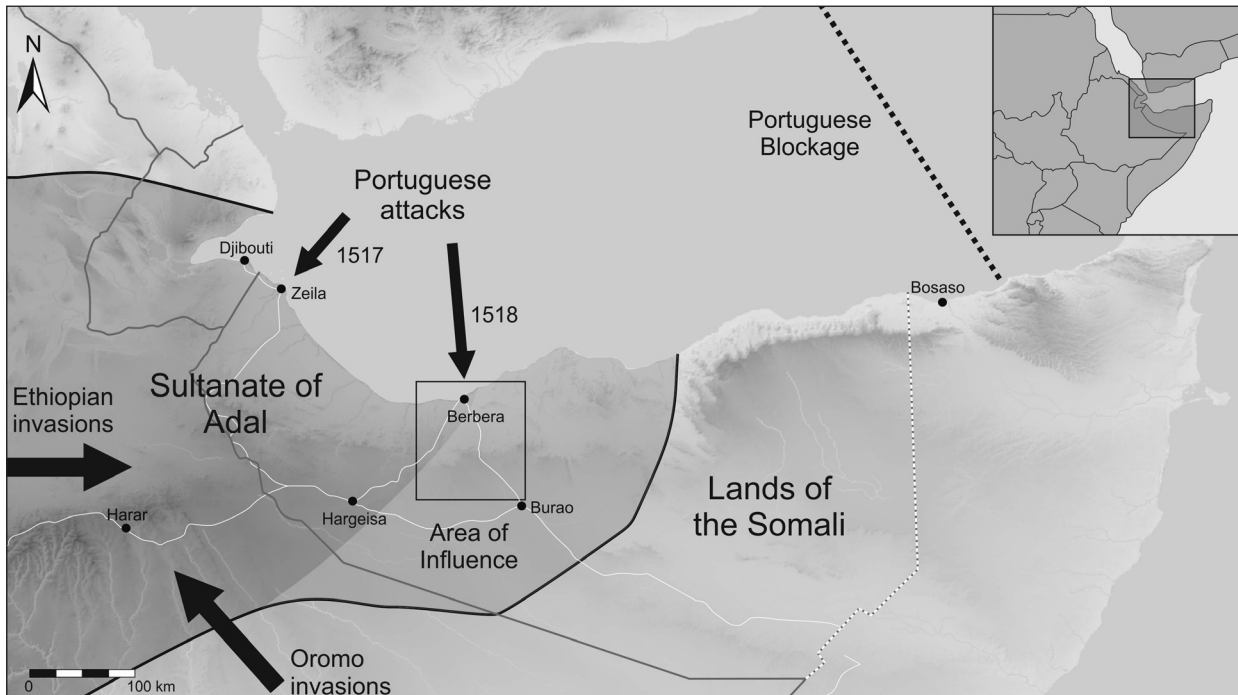 N
Portuguese
Blockage
Portuguese
attacks
Djibouti
1517
Zeila
Bosaso
1518
Sultanate of
Adal
Ethiopian
invasions
Berbera
Lands of
the Somali
Harar
Hargeisa
Burao
Area of
Influence
Oromo
invasions
0
100 km